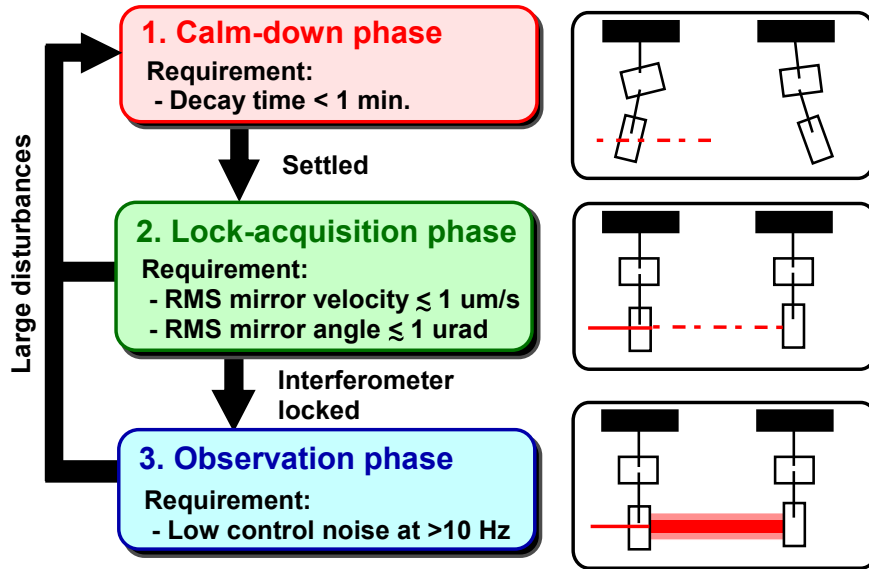 1. Calm-down phase
Requirement:
- Decay time < 1 min.
Settled
Large disturbances
2. Lock-acquisition phase
Requirement:
- RMS mirror velocity ≲ 1 um/s
- RMS mirror angle ≲ 1 urad
Interferometer
locked
3. Observation phase
Requirement:
- Low control noise at >10 Hz